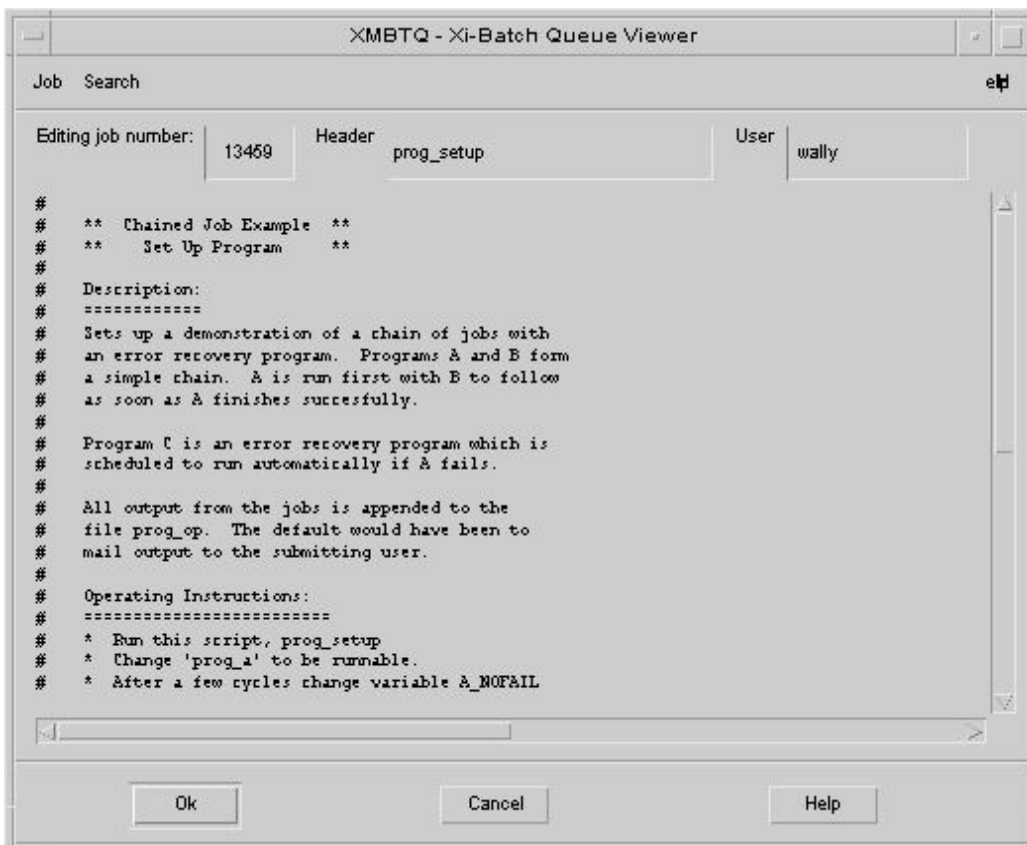 XMBTQ - Xi-Batch Queue Viewer
Job Search
Editing job number: 13459 Header prog_setup User wally
#
# ** Chained Job Example **
# ** Set Up Program **
#
# Description:
# ============
# Sets up a demonstration of a chain of jobs with
# an error recovery program. Programs A and B form
# a simple chain. A is run first with B to follow
# as soon as A finishes succesfully.
#
# Program C is an error recovery program which is
# scheduled to run automatically if A fails.
#
# All output from the jobs is appended to the
# file prog_op. The default would have been to
# mail output to the submitting user.
#
# Operating Instructions:
# =========================
# * Run this script, prog_setup
# * Change 'prog_a' to be runnable.
# * After a few cycles change variable A_NOFAIL
Ok Cancel Help